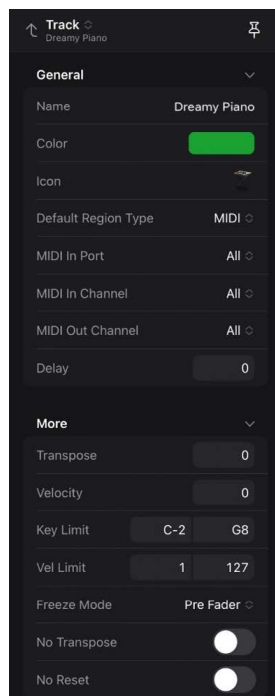 Track
Dreamy Piano
General
Name Dreamy Piano
Color
Icon
Default Region Type MIDI
MIDI In Port All
MIDI In Channel All
MIDI Out Channel All
Delay 0
More
Transpose 0
Velocity 0
Key Limit C-2 G8
Vel Limit 1 127
Freeze Mode Pre Fader
No Transpose
No Reset